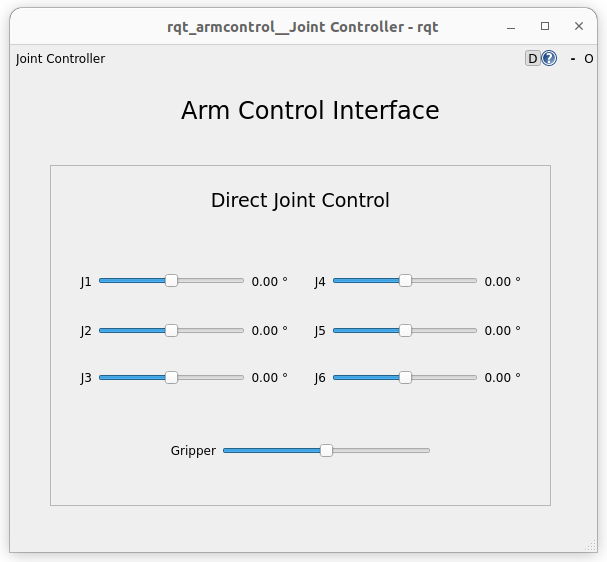 rqt_armcontrol__Joint Controller - rqt
Joint Controller D ? - O
Arm Control Interface
Direct Joint Control
J1 0.00 ° J4 0.00 °
J2 0.00 ° J5 0.00 °
J3 0.00 ° J6 0.00 °
Gripper